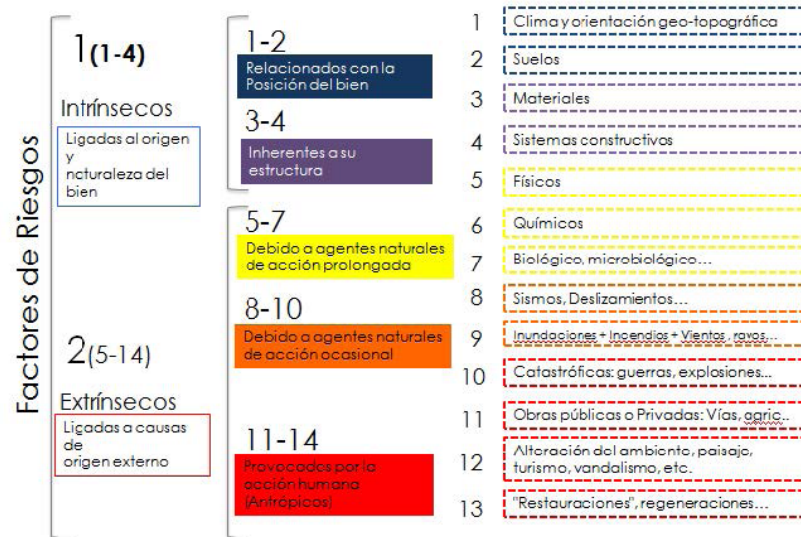 Factores de Riesgos
1(1-4)
Intrínsecos
Ligadas al origen
y
ncturaleza del
bien
2(5-14)
Extrínsecos
Ligadas a causas
de
origen externo
1-2
Relacionados con la
Posición del bien
3-4
Inherentes a su
estructura
5-7
Debido a agentes naturales
de acción prolongada
8-10
Debido a agentes naturales
de acción ocasional
11-14
Provocados por la
acción humana
(Antrópicos)
1 Clima y orientación geo-topográfica
2 Suelos
3 Materiales
4 Sistemas constructivos
5 Físicos
6 Químicos
7 Biológico, microbiológico...
8 Sismos, Deslizamientos...
9 Inundaciones + Incendios + Vientos, rayos...
10 Catastróficas: guerras, explosiones...
11 Obras públicas o Privadas: Vías, agric..
12 Alteración del ambiente, paisaje,
turismo, vandalismo, etc.
13 "Restauraciones", regeneraciones...